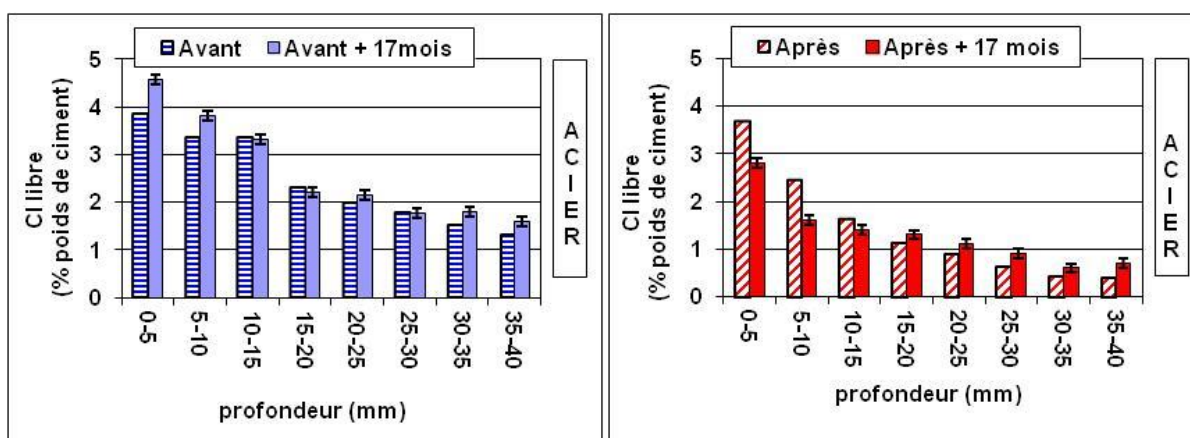 Avant Avant + 17mois
5
4
3
2
1
0
Cl libre
(% poids de ciment)
0-5
5-10
10-15
15-20
20-25
25-30
30-35
35-40
profondeur (mm)
ACIER
Après Après + 17 mois
5
4
3
2
1
0
Cl libre
(% poids de ciment)
0-5
5-10
10-15
15-20
20-25
25-30
30-35
35-40
profondeur (mm)
ACIER